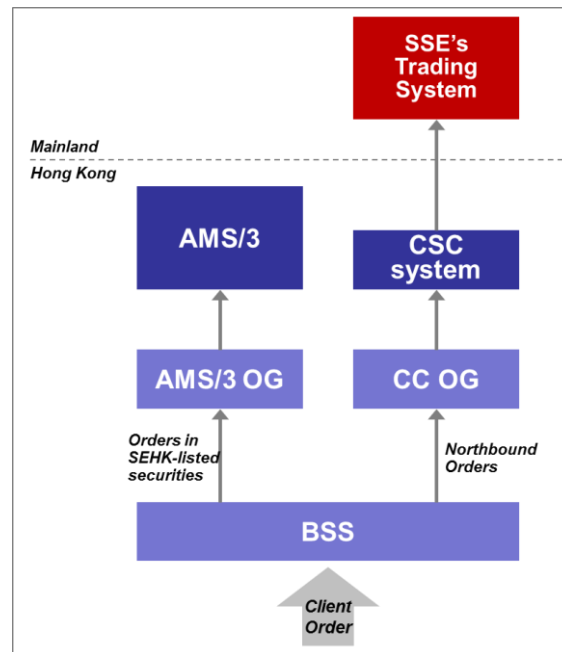 SSE's
Trading
System
Mainland
Hong Kong
AMS/3
CSC
system
AMS/3 OG
CC OG
Orders in
SEHK-listed
securities
Northbound
Orders
BSS
Client
Order